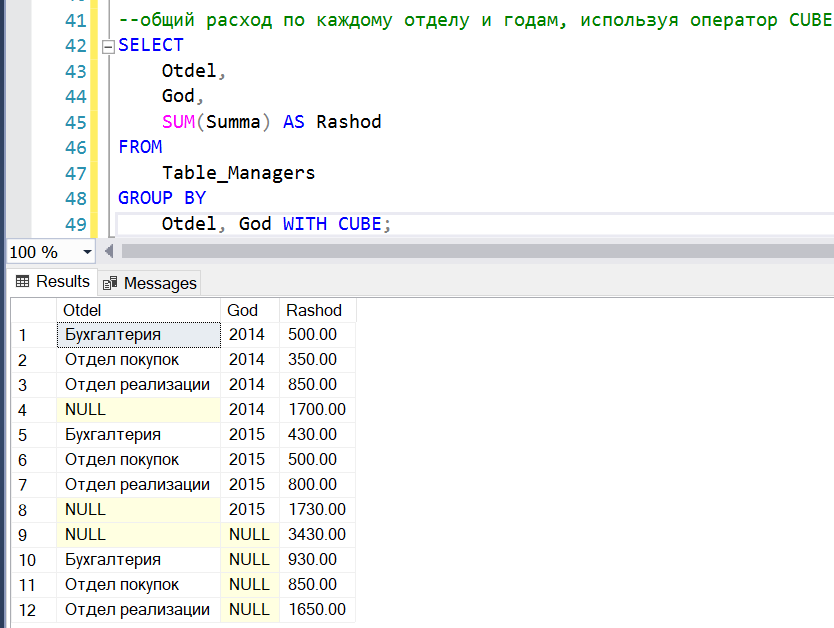 41 --общий расход по каждому отделу и годам, используя оператор CUBE
42 SELECT
43 Otdel,
44 God,
45 SUM(Summa) AS Rashod
46 FROM
47 Table_Managers
48 GROUP BY
49 Otdel, God WITH CUBE;
100 %
Results Messages
Otdel God Rashod
1 Бухгалтерия 2014 500.00
2 Отдел покупок 2014 350.00
3 Отдел реализации 2014 850.00
4 NULL 2014 1700.00
5 Бухгалтерия 2015 430.00
6 Отдел покупок 2015 500.00
7 Отдел реализации 2015 800.00
8 NULL 2015 1730.00
9 NULL NULL 3430.00
10 Бухгалтерия NULL 930.00
11 Отдел покупок NULL 850.00
12 Отдел реализации NULL 1650.00